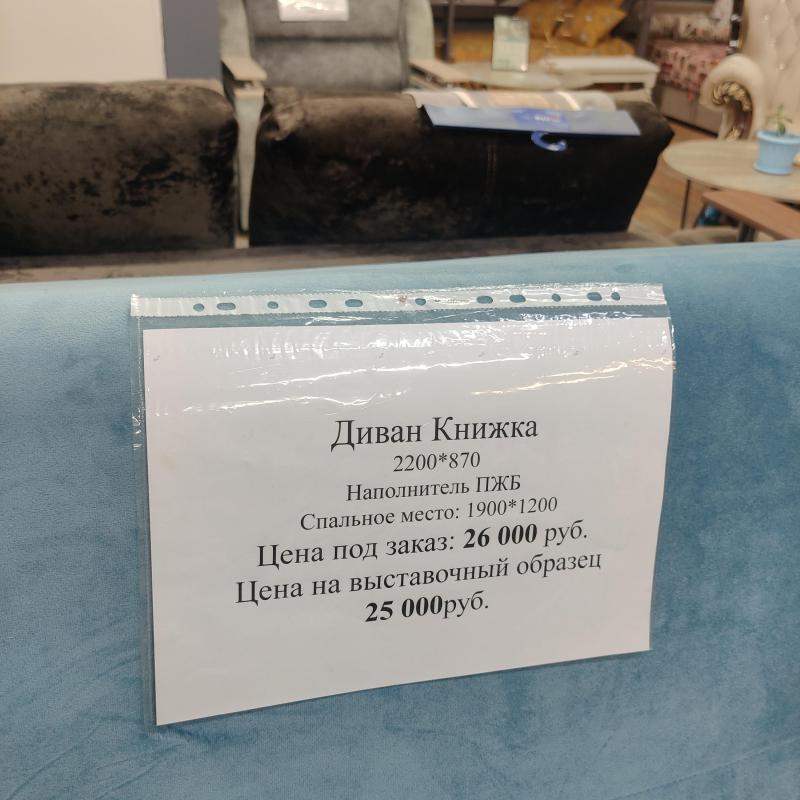 Диван Книжка
2200*870
Наполнитель ПЖБ
Спальное место: 1900*1200
Цена под заказ: 26 000 руб.
Цена на выставочный образец
25 000руб.